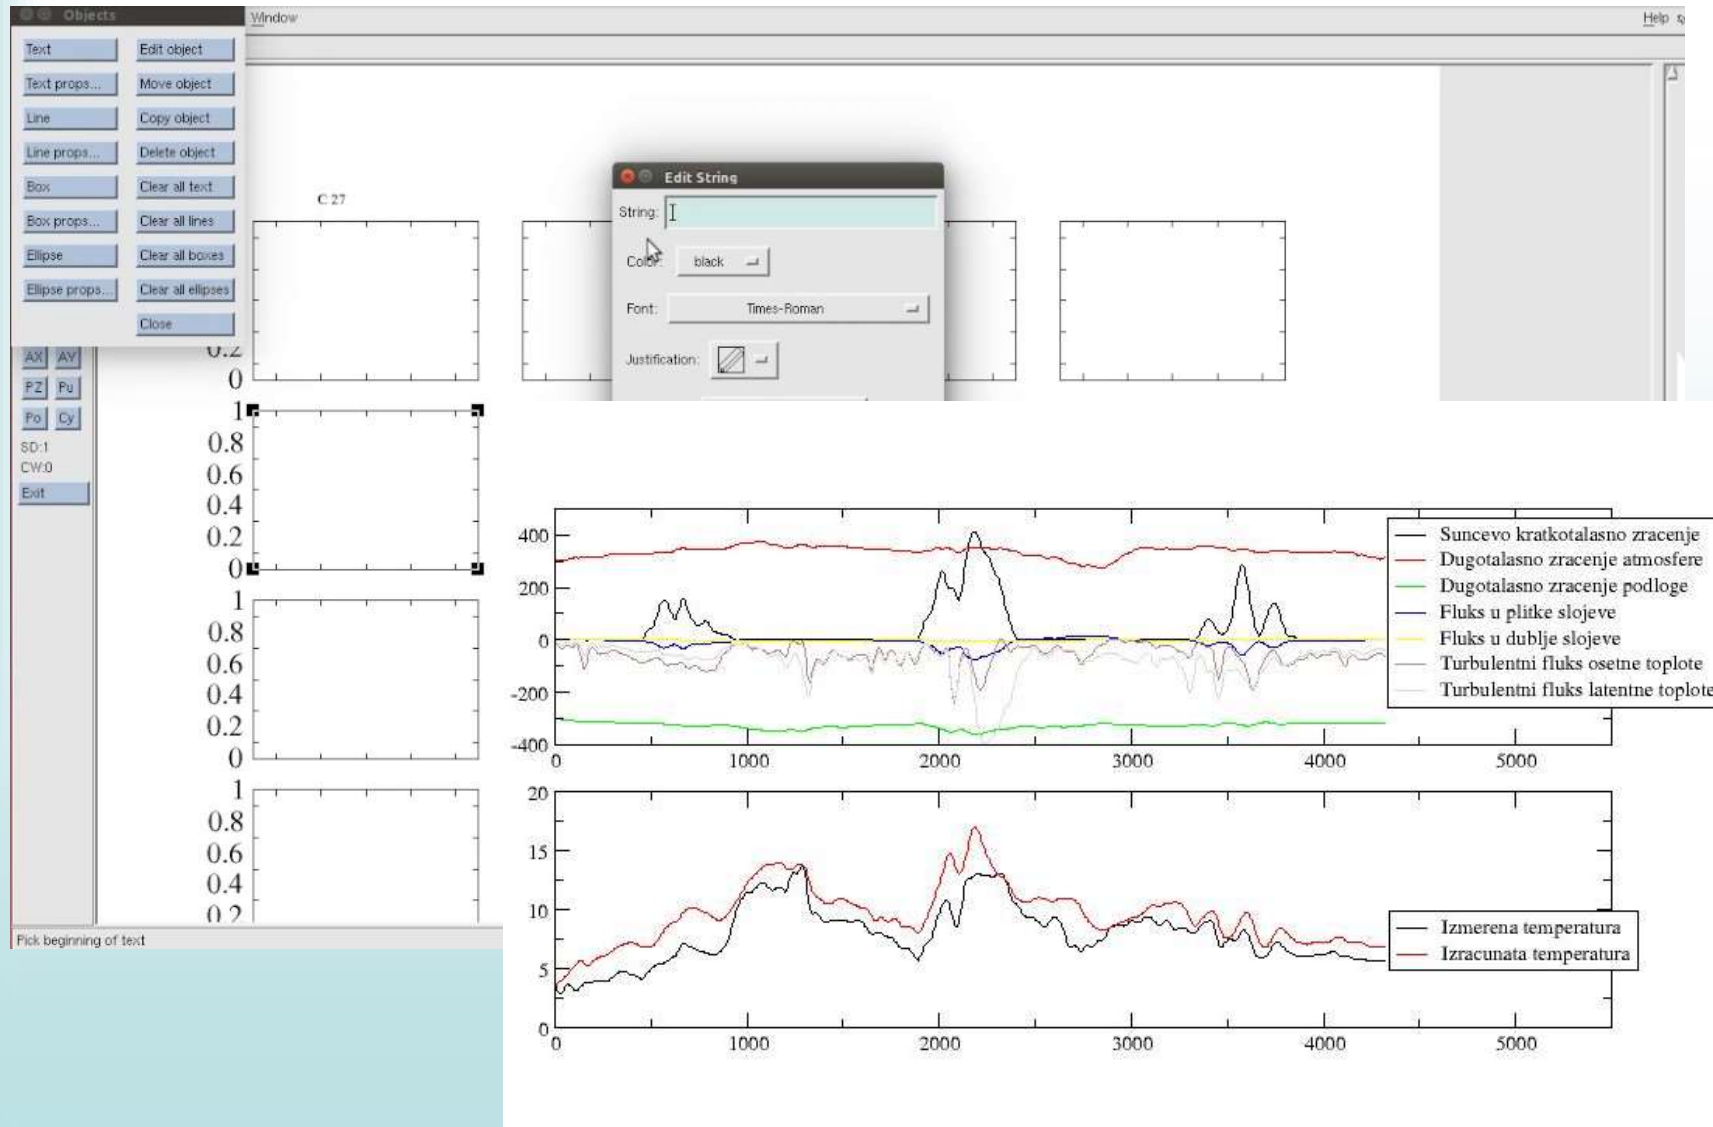 Objects
Window
Help
Text
Edit object
Text props...
Move object
Line
Copy object
Line props...
Delete object
Box
Clear all text
Box props...
Clear all lines
Ellipse
Clear all boxes
Ellipse props...
Clear all ellipses
Close
C 27
Edit String
String:
Color:
black
Font:
Times-Roman
Justification:
AX AY
PZ Pu
Po Cy
SD:1
CW:0
Exit
Pick beginning of text
0.2
0
1
0.8
0.6
0.4
0.2
0
1
0.8
0.6
0.4
0.2
0
1
0.8
0.6
0.4
0.2
400
200
0
-200
-400
0 1000 2000 3000 4000 5000
Suncevo kratkotalasno zracenje
Dugotalasno zracenje atmosfere
Dugotalasno zracenje podloge
Fluks u plitke slojeve
Fluks u dublje slojeve
Turbulentni fluks osetne toplote
Turbulentni fluks latentne toplote
20
15
10
5
0
0 1000 2000 3000 4000 5000
Izmerena temperatura
Izracunata temperatura